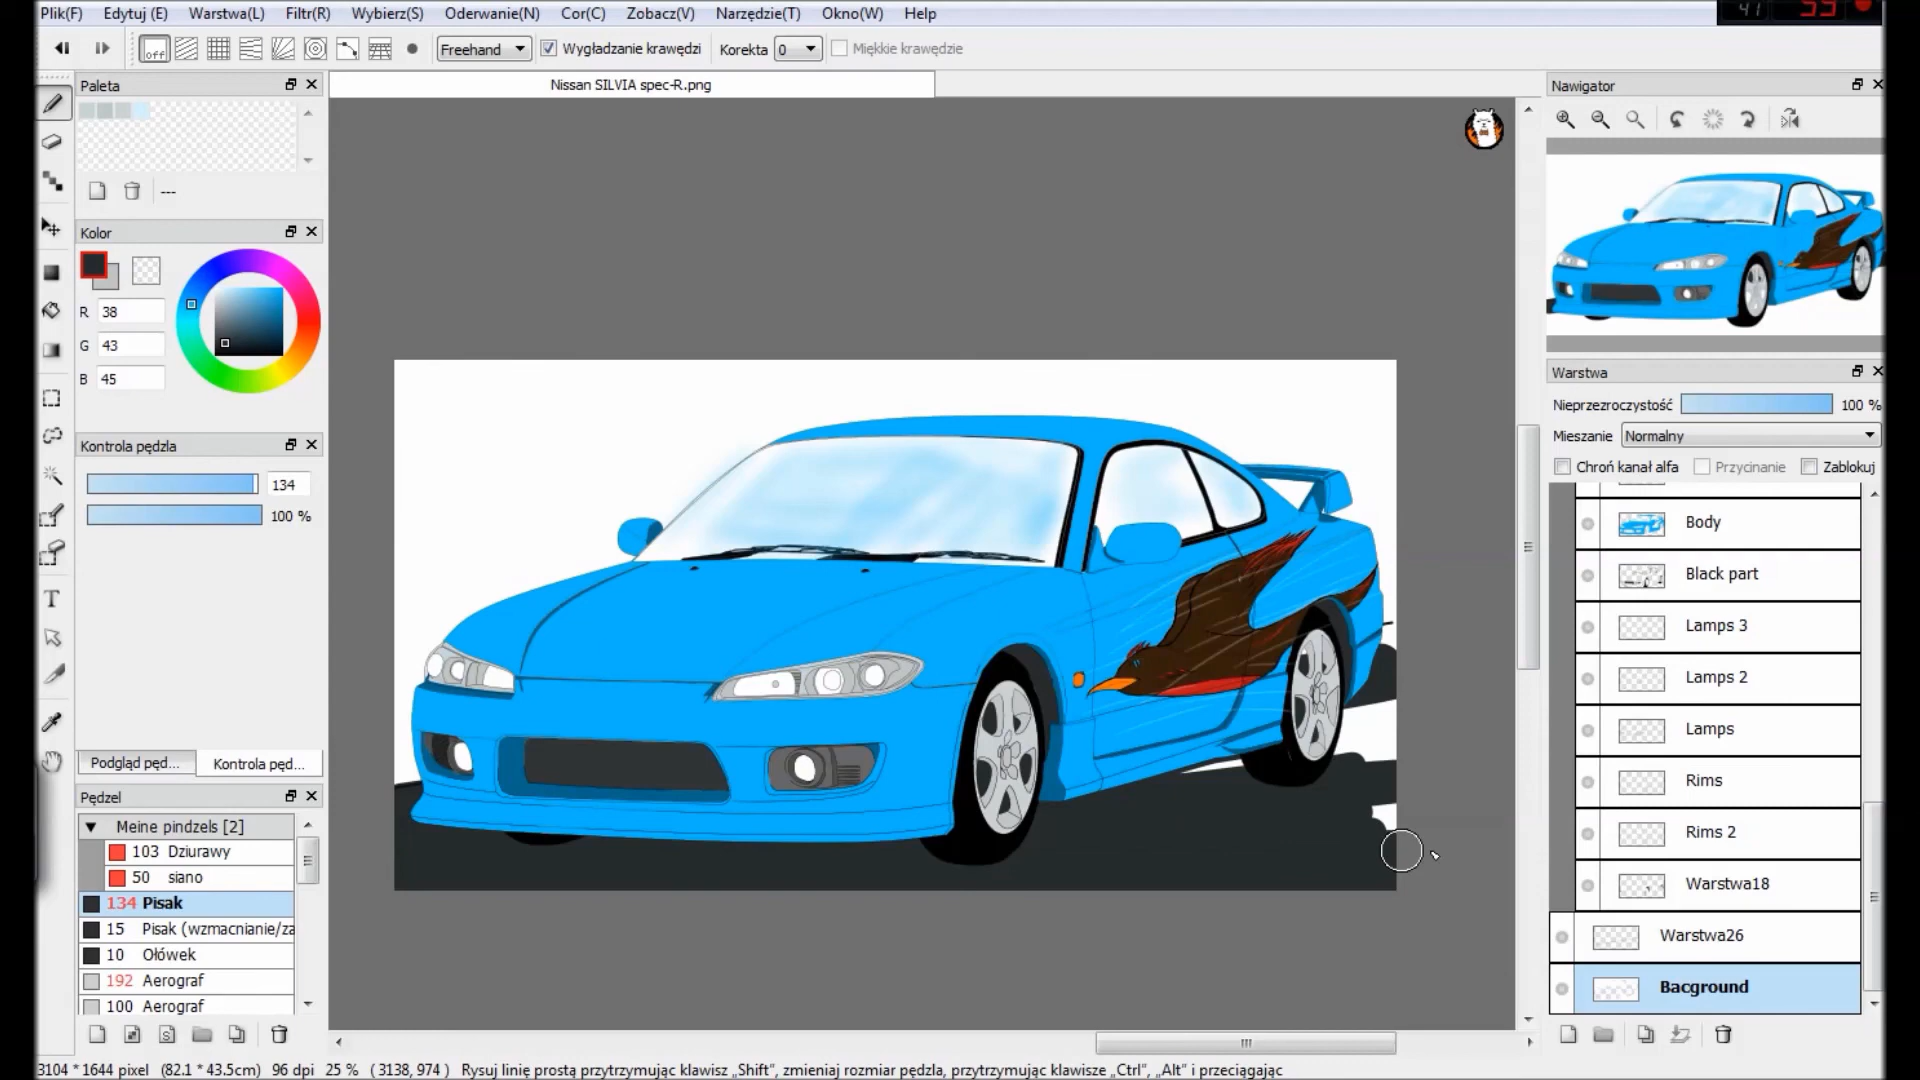 Plik(F) Edytuj (E) Warstwa(L) Filtr(R) Wybierz(S) Oderwanie(N) Cor(C) Zobacz(V) Narzędzia(T) Okno(W) Help
off Freehand Wygładzanie krawędzi Korekta 0 Miękkie krawędzie
Paleta
Nissan SILVIA spec-R.png
Nawigator
---
Kolor
R 38
G 43
B 45
Warstwa
Nieprzezroczystość 100 %
Mieszanie Normalny
Chroń kanał alfa Przycinanie Zablokuj
Kontrola pędzla
134
100 %
Body
Black part
Lamps 3
Lamps 2
Lamps
Rims
Rims 2
Warstwa18
Warstwa26
Bacground
Podgląd pęd... Kontrola pęd...
Pędzel
Meine pindzels [2]
103 Dziurawy
50 siano
134 Pisak
15 Pisak (wzmacnianie/za
10 Ołówek
192 Aerograf
100 Aerograf
3104 * 1644 pixel (82.1 * 43.5cm) 96 dpi 25 % ( 3138, 974 ) Rysuj linię prostą przytrzymując klawisz „Shift”, zmieniaj rozmiar pędzla, przytrzymując klawisze „Ctrl”, „Alt” i przeciągając